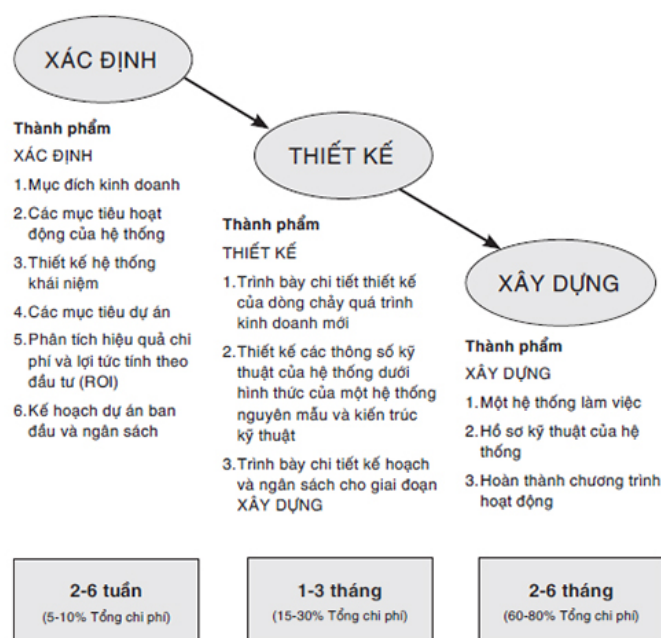 XÁC ĐỊNH
Thành phẩm
XÁC ĐỊNH
1.Mục đích kinh doanh
2.Các mục tiêu hoạt
động của hệ thống
3.Thiết kế hệ thống
khái niệm
4.Các mục tiêu dự án
5.Phân tích hiệu quả chi
phí và lợi tức tính theo
đầu tư (ROI)
6.Kế hoạch dự án ban
đầu và ngân sách
2-6 tuần
(5-10% Tổng chi phí)
THIẾT KẾ
Thành phẩm
THIẾT KẾ
1.Trình bày chi tiết thiết kế
của dòng chảy quá trình
kinh doanh mới
2.Thiết kế các thông số kỹ
thuật của hệ thống dưới
hình thức của một hệ thống
nguyên mẫu và kiến trúc
kỹ thuật
3.Trình bày chi tiết kế hoạch
và ngân sách cho giai đoạn
XÂY DỰNG
1-3 tháng
(15-30% Tổng chi phí)
XÂY DỰNG
Thành phẩm
XÂY DỰNG
1.Một hệ thống làm việc
2.Hồ sơ kỹ thuật của hệ
thống
3.Hoàn thành chương trình
hoạt động
2-6 tháng
(60-80% Tổng chi phí)